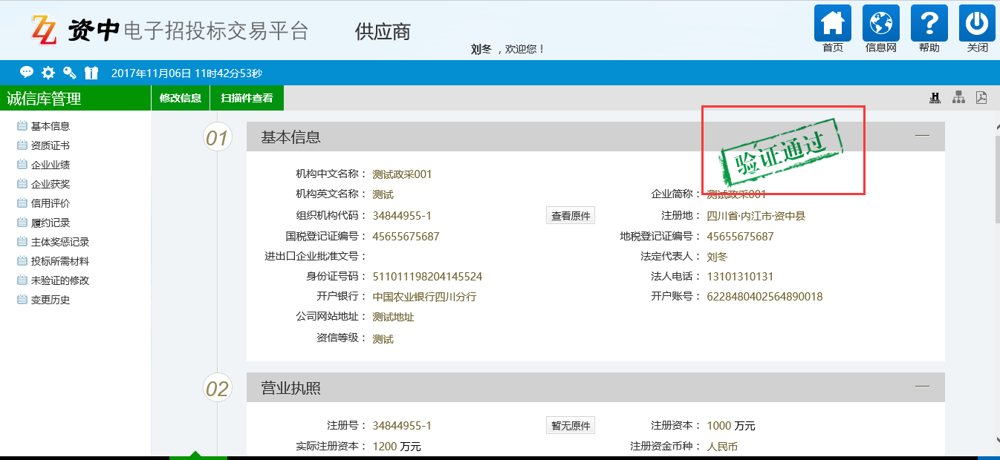 资中电子招投标交易平台 供应商
刘冬 ，欢迎您！
首页 信息网 帮助 关闭
2017年11月06日 11时42分53秒
诚信库管理 修改信息 扫描件查看
基本信息
资质证书
企业业绩
企业获奖
信用评价
履约记录
主体奖惩记录
投标所需材料
未验证的修改
变更历史
01 基本信息
验证通过
机构中文名称： 测试政采001
机构英文名称： 测试 企业简称： 测试政采001
组织机构代码： 34844955-1 查看原件 注册地： 四川省·内江市·资中县
国税登记证编号： 45655675687 地税登记证编号： 45655675687
进出口企业批准文号： 法定代表人： 刘冬
身份证号码： 511011198204145524 法人电话： 13101310131
开户银行： 中国农业银行四川分行 开户账号： 6228480402564890018
公司网站地址： 测试地址
资信等级： 测试
02 营业执照
注册号： 34844955-1 暂无原件 注册资本： 1000 万元
实际注册资本： 1200 万元 注册资金币种： 人民币